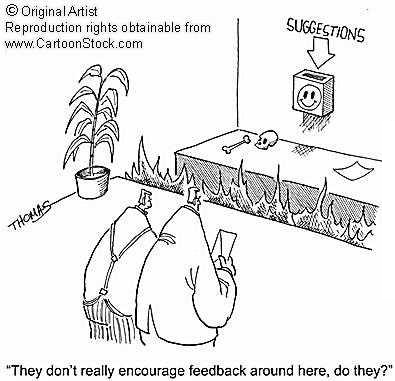 © Original Artist
Reproduction rights obtainable from
www.CartoonStock.com
SUGGESTIONS
THOMAS
"They don't really encourage feedback around here, do they?"